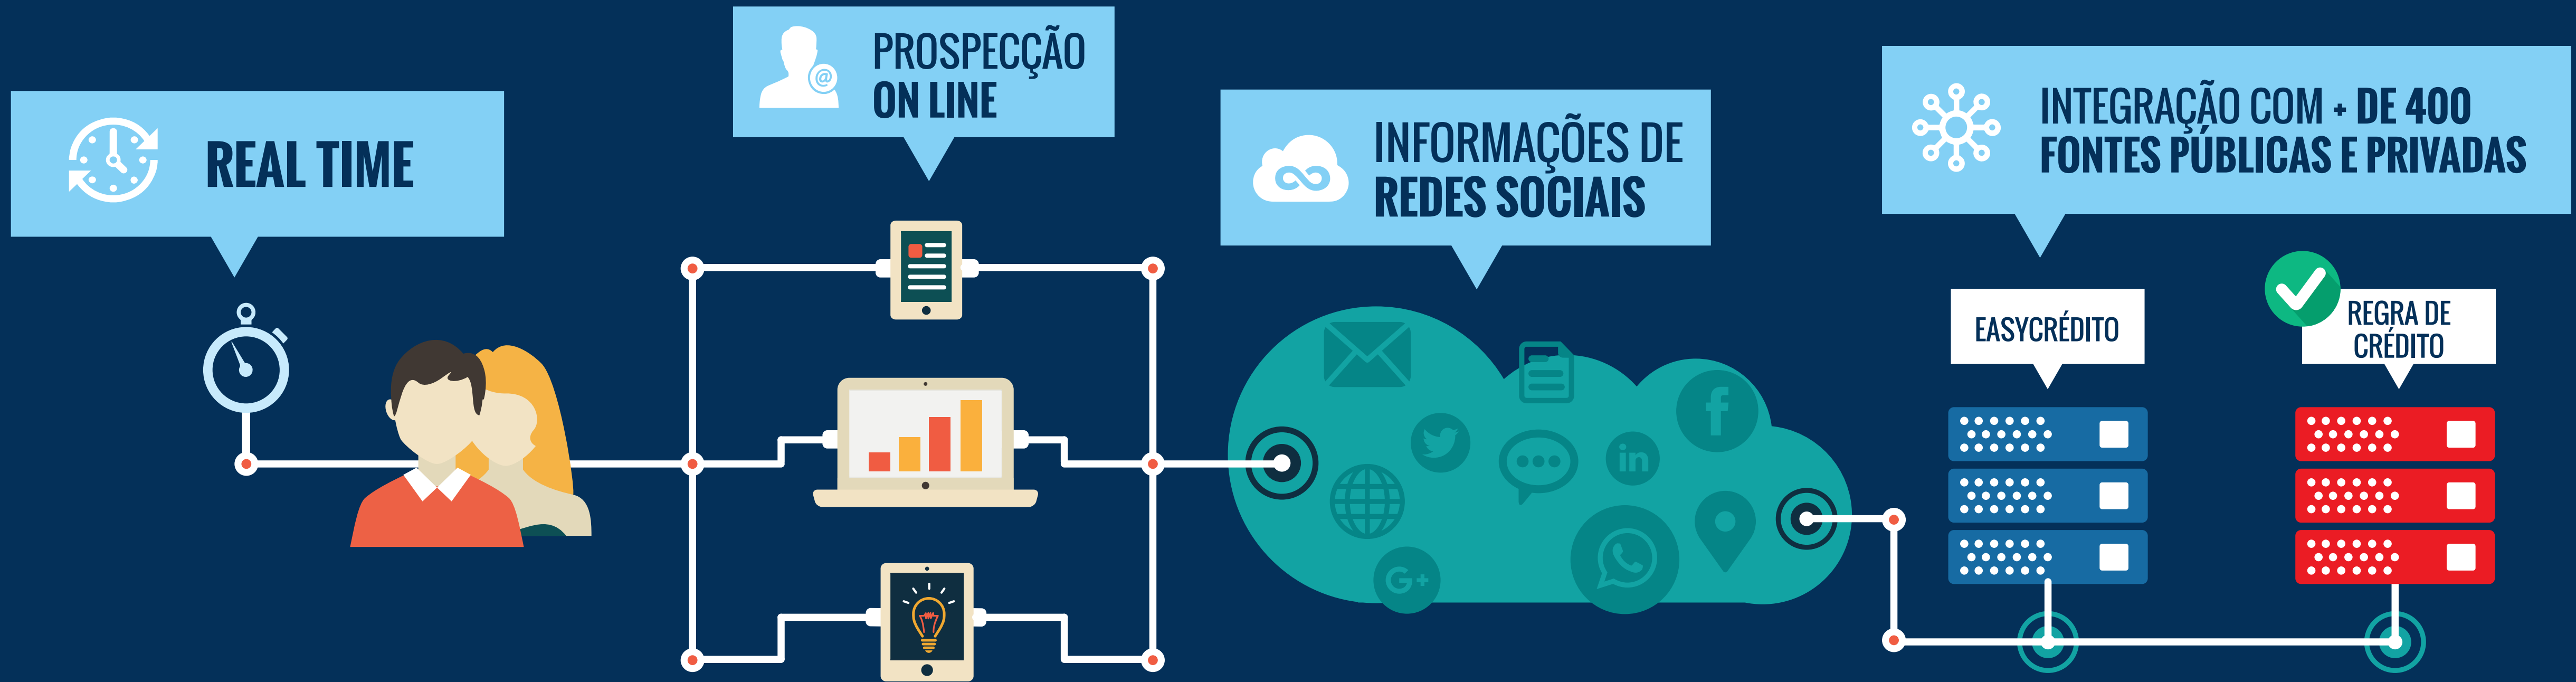 REAL TIME
PROSPECÇÃO
ON LINE
INFORMAÇÕES DE
REDES SOCIAIS
INTEGRAÇÃO COM + DE 400
FONTES PÚBLICAS E PRIVADAS
EASYCRÉDITO
REGRA DE
CRÉDITO
@
f
in
G+